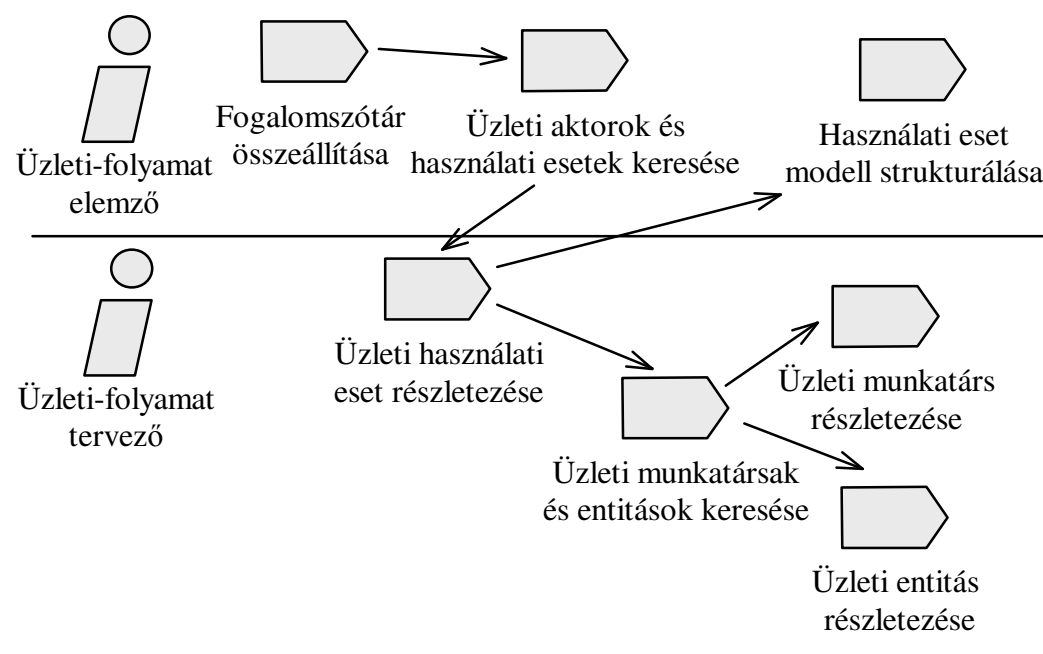 Fogalomszótár
összeállítása
Üzleti aktorok és
használati esetek keresése
Használati eset
modell strukturálása
Üzleti-folyamat
elemző
Üzleti használati
eset részletezése
Üzleti munkatárs
részletezése
Üzleti-folyamat
tervező
Üzleti munkatársak
és entitások keresése
Üzleti entitás
részletezése